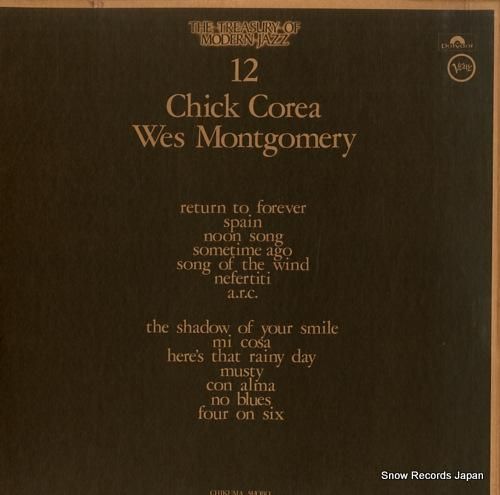 THE TREASURY OF
MODERN JAZZ
Polydor
12
Verve
Chick Corea
Wes Montgomery
return to forever
spain
noon song
sometime ago
song of the wind
nefertiti
a.r.c.
the shadow of your smile
mi cosa
here's that rainy day
musty
con alma
no blues
four on six
Snow Records Japan